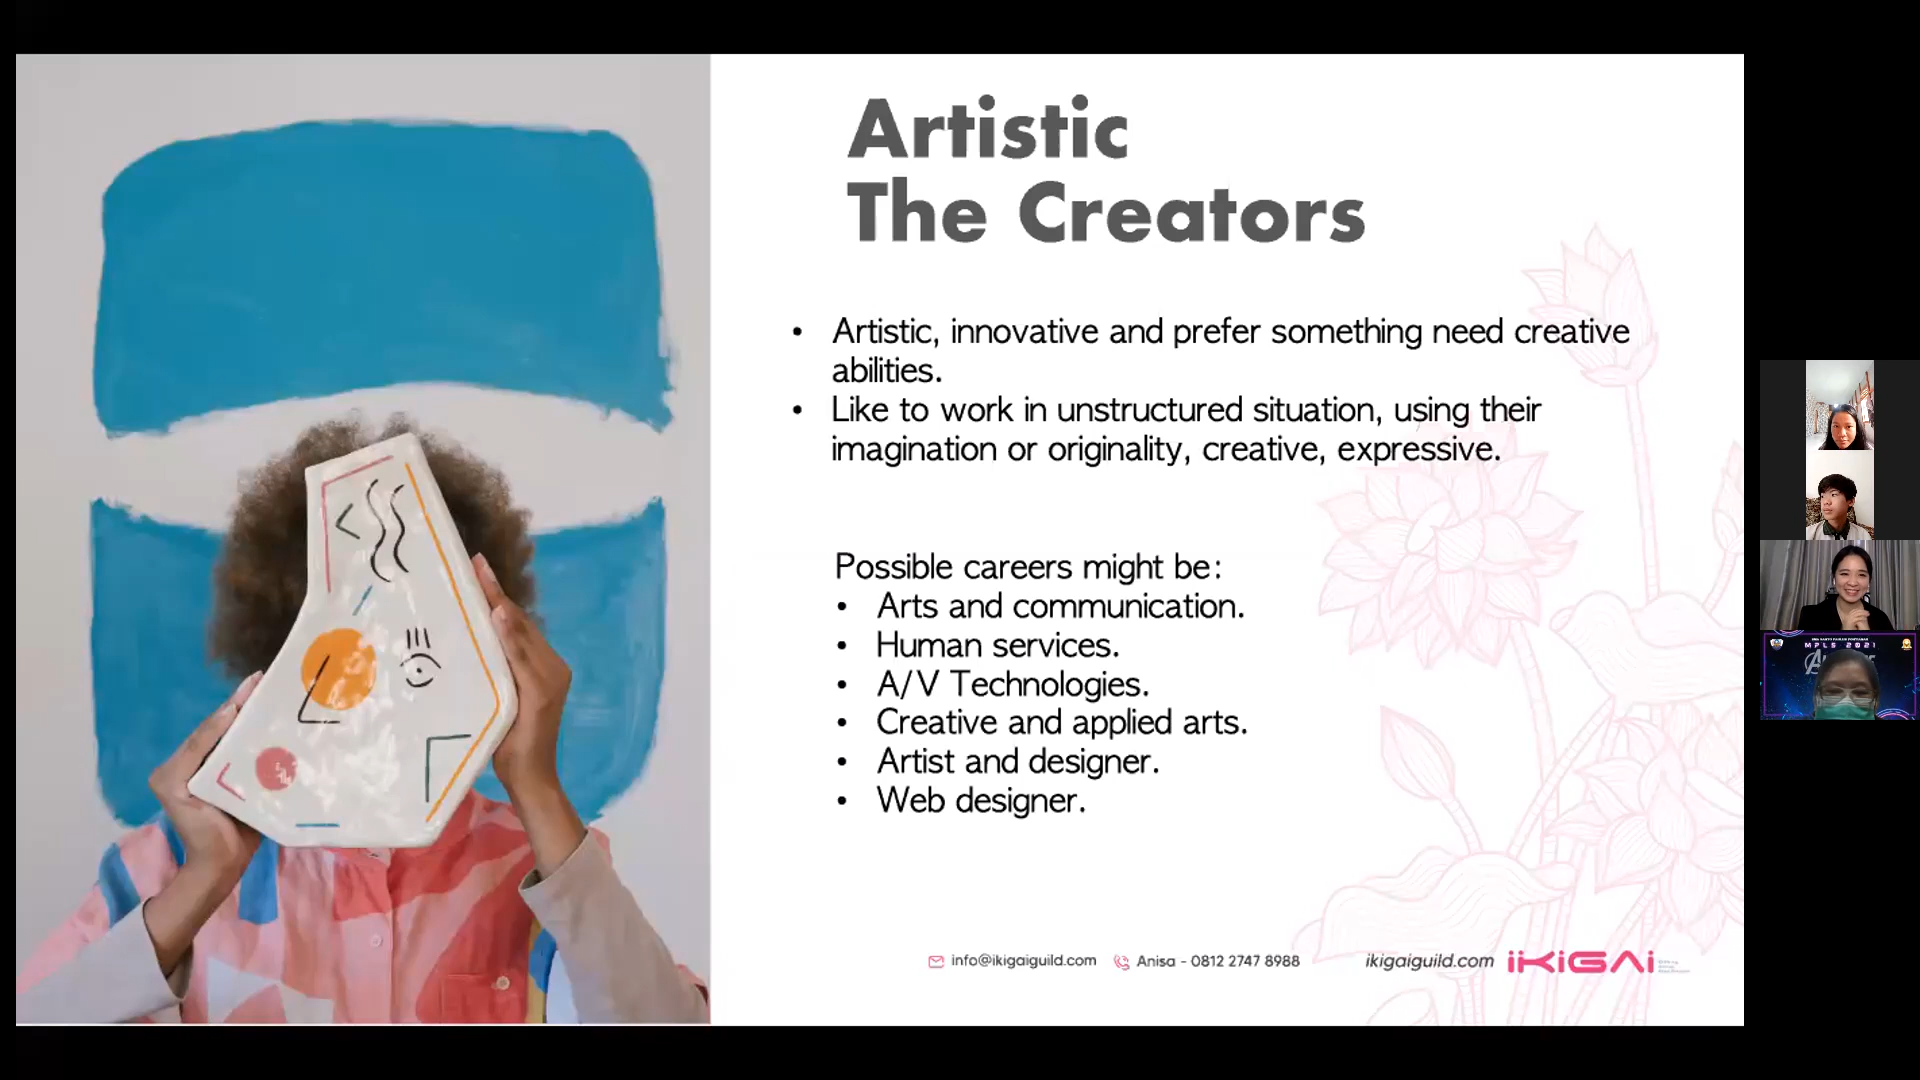 Artistic
The Creators
• Artistic, innovative and prefer something need creative
abilities.
• Like to work in unstructured situation, using their
imagination or originality, creative, expressive.
Possible careers might be:
• Arts and communication.
• Human services.
• A/V Technologies.
• Creative and applied arts.
• Artist and designer.
• Web designer.
info@ikigaiguild.com
Anisa - 0812 2747 8988
ikigaiguild.com
iKiGAi
MPLS 2021